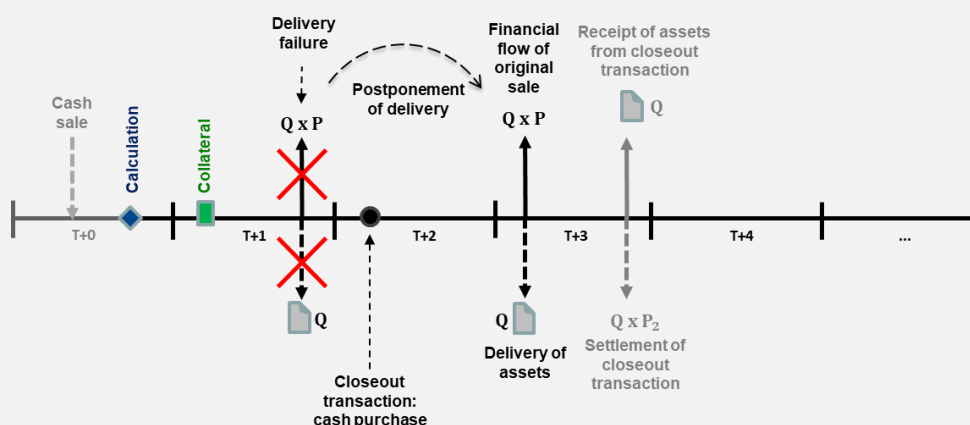 Delivery
failure
Financial
flow of
original
sale
Receipt of assets
from closeout
transaction
Postponement
of delivery
Cash
sale
Calculation
Collateral
Q x P
Q x P
Q
T+0
T+1
T+2
T+3
T+4
...
Q
Q
Q x P₂
Delivery of
assets
Settlement of
closeout
transaction
Closeout
transaction:
cash purchase